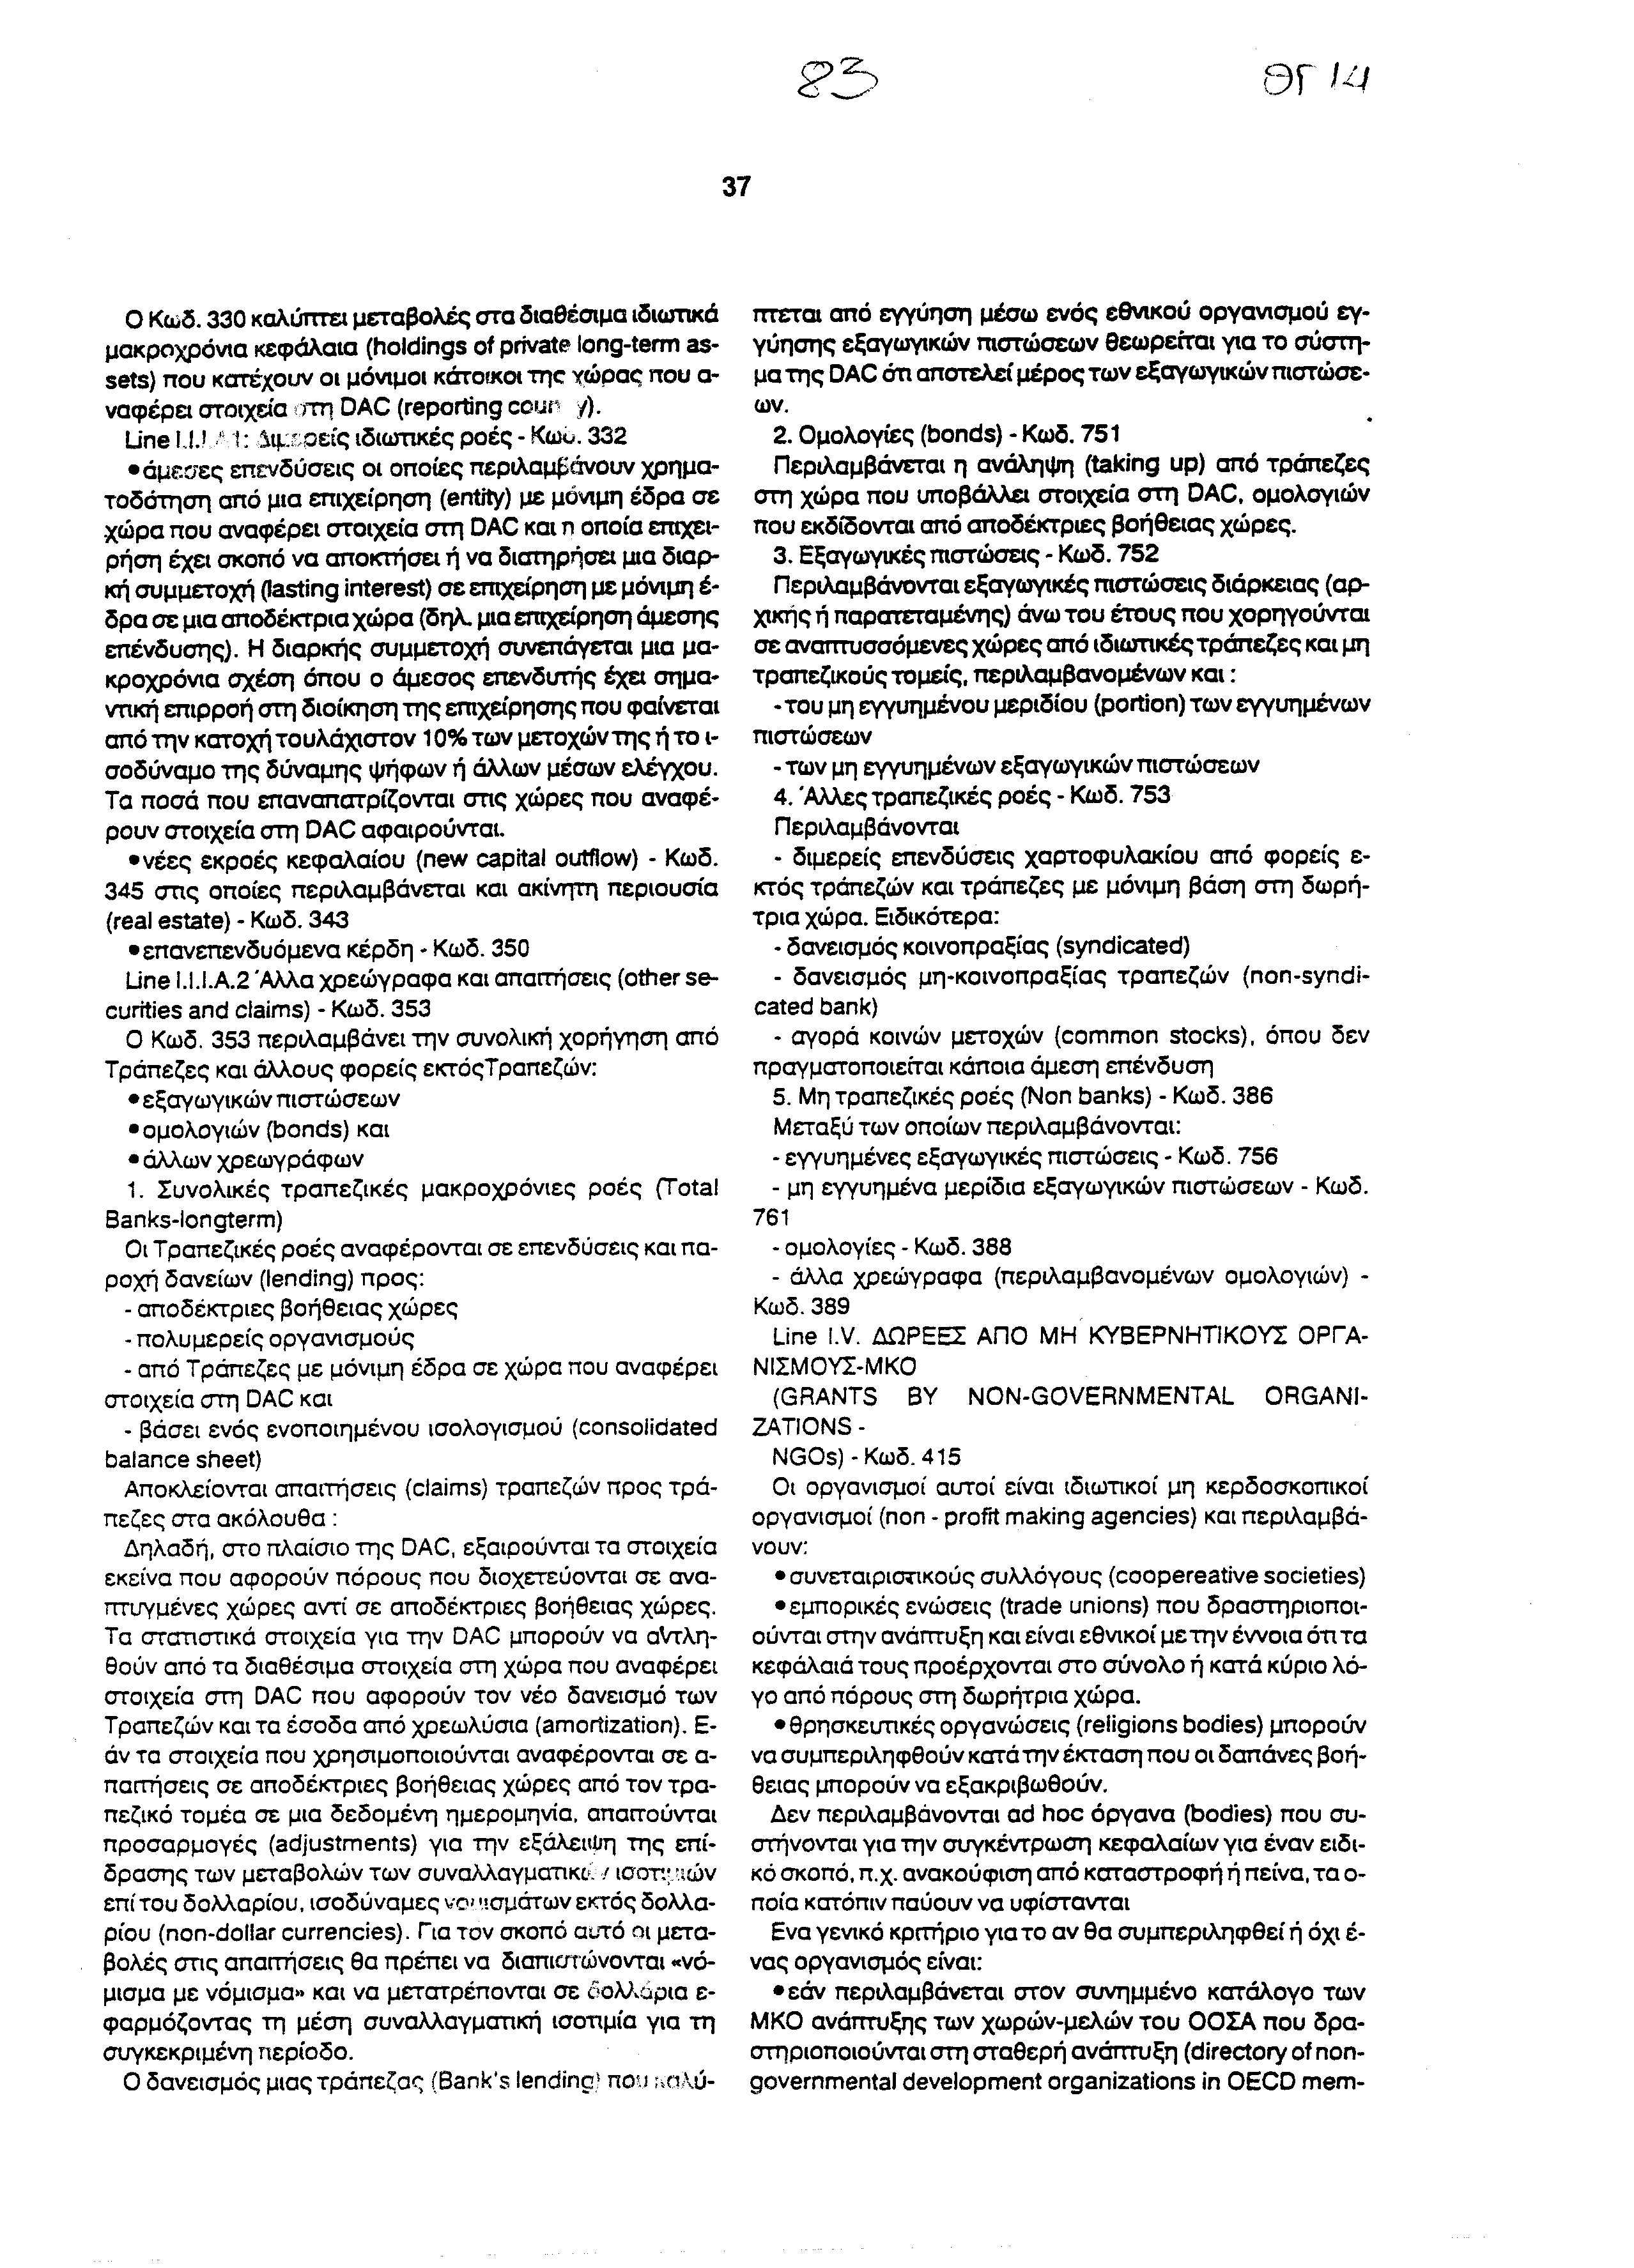 83
ΘΓ 14
37
Ο Κωδ. 330 καλύπτει μεταβολές στα διαθέσιμα ιδιωτικά
μακροχρόνια κεφάλαια (holdings of private long-term as-
sets) που κατέχουν οι μόνιμοι κάτοικοι της χώρας που α-
ναφέρει στοιχεία στη DAC (reporting
Line Διμερείς ιδιωτικές ροές - Κωδ. 332
• άμεσες επενδύσεις οι οποίες περιλαμβάνουν χρημα-
τοδότηση από μια επιχείρηση (entity) με μόνιμη έδρα σε
χώρα που αναφέρει στοιχεία στη DAC και η οποία επιχεί-
ρήση έχει σκοπό να αποκτήσει ή να διατηρήσει μια διαρ-
κή συμμετοχή (lasting interest) σε επιχείρηση με μόνιμη έ-
δρα σε μια αποδέκτρια χώρα (δηλ. μια επιχείρηση άμεσης
επένδυσης). Η διαρκής συμμετοχή συνεπάγεται μια μα-
κροχρόνια σχέση όπου ο άμεσος επενδυτής έχει σημα-
ντική επιρροή στη διοίκηση της επιχείρησης που φαίνεται
από την κατοχή τουλάχιστον 10% των μετοχών της ή το ι-
σοδύναμο της δύναμης ψήφων ή άλλων μέσων ελέγχου.
Τα ποσά που επαναπατρίζονται στις χώρες που αναφέ-
ρουν στοιχεία στη DAC αφαιρούνται.
• νέες εκροές κεφαλαίου (new capital outflow) - Κωδ.
345 στις οποίες περιλαμβάνεται και ακίνητη περιουσία
(real estate) - Κωδ. 343
• επανεπενδυόμενα κέρδη - Κωδ. 350
Line I.I.I.A.2 Άλλα χρεώγραφα και απαιτήσεις (other se-
curities and claims) - Κωδ. 353
Ο Κωδ. 353 περιλαμβάνει την συνολική χορήγηση από
Τράπεζες και άλλους φορείς εκτόςΤραπεζών:
• εξαγωγικών πιστώσεων
• ομολογιών (bonds) και
• άλλων χρεωγράφων
1. Συνολικές τραπεζικές μακροχρόνιες ροές (Total
Banks-longterm)
Οι Τραπεζικές ροές αναφέρονται σε επενδύσεις και πα-
ροχή δανείων (lending) προς:
- αποδέκτριες βοήθειας χώρες
- πολυμερείς οργανισμούς
- από Τράπεζες με μόνιμη έδρα σε χώρα που αναφέρει
στοιχεία στη DAC και
- βάσει ενός ενοποιημένου ισολογισμού (consolidated
balance sheet)
Αποκλείονται απαιτήσεις (claims) τραπεζών προς τρά-
πεζες στα ακόλουθα :
Δηλαδή, στο πλαίσιο της DAC, εξαιρούνται τα στοιχεία
εκείνα που αφορούν πόρους που διοχετεύονται σε ανα-
πτυγμένες χώρες αντί σε αποδέκτριες βοήθειας χώρες.
Τα στατιστικά στοιχεία για την DAC μπορούν να αντλη-
θούν από τα διαθέσιμα στοιχεία στη χώρα που αναφέρει
στοιχεία στη DAC που αφορούν τον νέο δανεισμό των
Τραπεζών και τα έσοδα από χρεωλύσια (amortization). Ε-
άν τα στοιχεία που χρησιμοποιούνται αναφέρονται σε α-
παιτήσεις σε αποδέκτριες βοήθειας χώρες από τον τρα-
πεζικό τομέα σε μια δεδομένη ημερομηνία, απαιτούνται
προσαρμογές (adjustments) για την εξάλειψη της επί-
δρασης των μεταβολών των συναλλαγματικών ισοτιμιών
επί του δολλαρίου, ισοδύναμες νομισμάτων εκτός δολλα-
ρίου (non-dollar currencies). Για τον σκοπό αυτό οι μετα-
βολές στις απαιτήσεις θα πρέπει να διαπιστώνονται «νό-
μισμα με νόμισμα» και να μετατρέπονται σε δολλάρια ε-
φαρμόζοντας τη μέση συναλλαγματική ισοτιμία για τη
συγκεκριμένη περίοδο.
Ο δανεισμός μιας τράπεζας (Bank's lending) που καλύ-
πτεται από εγγύηση μέσω ενός εθνικού οργανισμού εγ-
γύησης εξαγωγικών πιστώσεων θεωρείται για το σύστη-
μα της DAC ότι αποτελεί μέρος των εξαγωγικών πιστώσε-
ων.
2. Ομολογίες (bonds) - Κωδ. 751
Περιλαμβάνεται η ανάληψη (taking up) από τράπεζες
στη χώρα που υποβάλλει στοιχεία στη DAC, ομολογιών
που εκδίδονται από αποδέκτριες βοήθειας χώρες.
3. Εξαγωγικές πιστώσεις - Κωδ. 752
Περιλαμβάνονται εξαγωγικές πιστώσεις διάρκειας (αρ-
χικής ή παρατεταμένης) άνω του έτους που χορηγούνται
σε αναπτυσσόμενες χώρες από ιδιωτικές τράπεζες και μη
τραπεζικούς τομείς, περιλαμβανομένων και :
- του μη εγγυημένου μεριδίου (portion) των εγγυημένων
πιστώσεων
- των μη εγγυημένων εξαγωγικών πιστώσεων
4. Άλλες τραπεζικές ροές - Κωδ. 753
Περιλαμβάνονται
- διμερείς επενδύσεις χαρτοφυλακίου από φορείς ε-
κτός τράπεζών και τράπεζες με μόνιμη βάση στη δωρή-
τρια χώρα. Ειδικότερα:
- δανεισμός κοινοπραξίας (syndicated)
- δανεισμός μη-κοινοπραξίας τραπεζών (non-syndi-
cated bank)
- αγορά κοινών μετοχών (common stocks), όπου δεν
πραγματοποιείται κάποια άμεση επένδυση
5. Μη τραπεζικές ροές (Non banks) - Κωδ. 386
Μεταξύ των οποίων περιλαμβάνονται:
- εγγυημένες εξαγωγικές πιστώσεις - Κωδ. 756
- μη εγγυημένα μερίδια εξαγωγικών πιστώσεων - Κωδ.
761
- ομολογίες - Κωδ. 388
- άλλα χρεώγραφα (περιλαμβανομένων ομολογιών) -
Κωδ. 389
Line I.V. ΔΩΡΕΕΣ ΑΠΟ ΜΗ ΚΥΒΕΡΝΗΤΙΚΟΥΣ ΟΡΓΑ-
ΝΙΣΜΟΥΣ-ΜΚΟ
(GRANTS BY NON-GOVERNMENTAL ORGANI-
ZATIONS -
NGOs) - Κωδ. 415
Οι οργανισμοί αυτοί είναι ιδιωτικοί μη κερδοσκοπικοί
οργανισμοί (non - profit making agencies) και περιλαμβά-
νουν:
• συνεταιριστικούς συλλόγους (coopereative societies)
• εμπορικές ενώσεις (trade unions) που δραστηριοποι-
ούνται στην ανάπτυξη και είναι εθνικοί με την έννοια ότι τα
κεφάλαιά τους προέρχονται στο σύνολο ή κατά κύριο λό-
γο από πόρους στη δωρήτρια χώρα.
• θρησκευτικές οργανώσεις (religions bodies) μπορούν
να συμπεριληφθούν κατά την έκταση που οι δαπάνες βοή-
θειας μπορούν να εξακριβωθούν.
Δεν περιλαμβάνονται ad hoc όργανα (bodies) που συ-
στήνονται για την συγκέντρωση κεφαλαίων για έναν ειδι-
κό σκοπό, π.χ. ανακούφιση από καταστροφή ή πείνα, τα ο-
ποία κατόπιν παύουν να υφίστανται
Ενα γενικό κριτήριο για το αν θα συμπεριληφθεί ή όχι έ-
νας οργανισμός είναι:
• εάν περιλαμβάνεται στον συνημμένο κατάλογο των
ΜΚΟ ανάπτυξης των χωρών-μελών του ΟΟΣΑ που δρα-
στηριοποιούνται στη σταθερή ανάπτυξη (directory of non-
governmental development organizations in OECD mem-